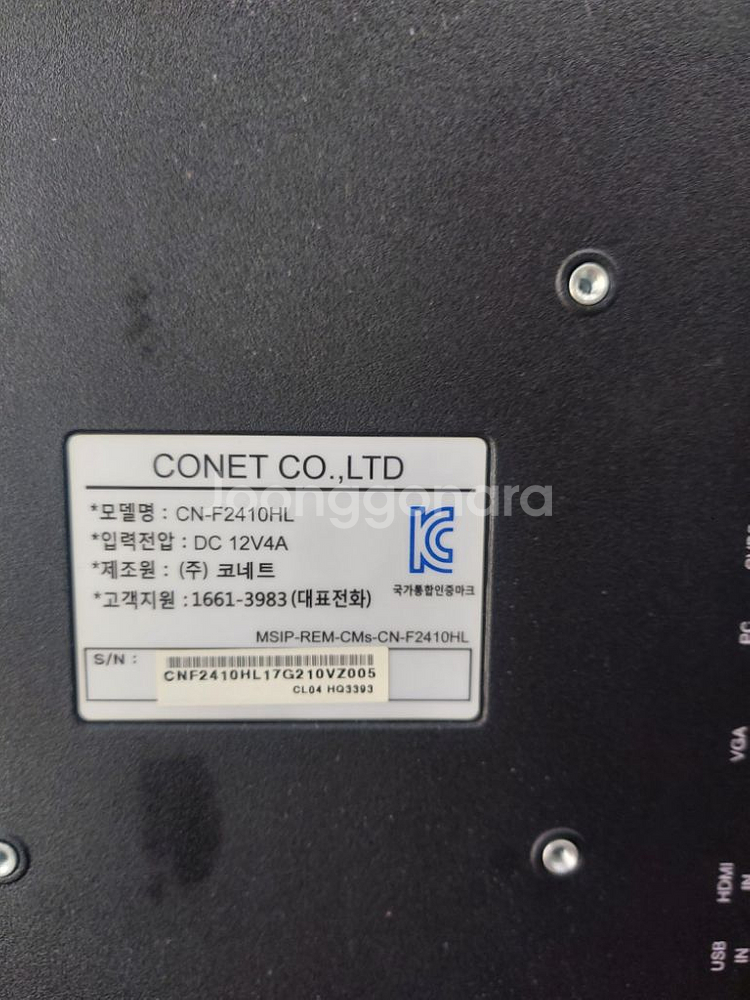 CONET CO.,LTD
*모델명 : CN-F2410HL
*입력전압 : DC 12V4A
*제조원 : (주) 코네트
*고객지원 :1661-3983(대표전화)
국가통합인증마크
MSIP-REM-CMs-CN-F2410HL
S/N :
CNF2410HL17G210VZ005
CL04 HQ3393
joonggonara
PC
VGA
HDMI
IN
USB
IN